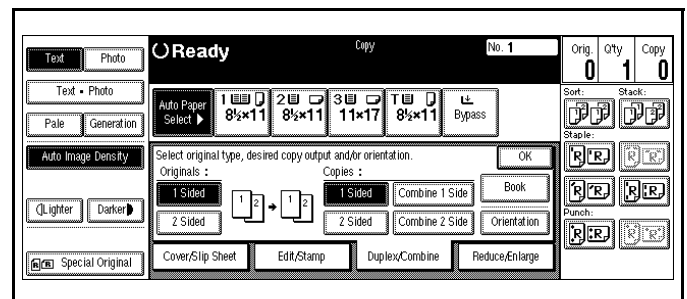 Text Photo
Text • Photo
Pale Generation
Auto Image Density
Lighter Darker
Special Original
Ready
Copy
No. 1
Auto Paper Select ▶
1 8½×11
2 8½×11
3 11×17
T 8½×11
Bypass
Select original type, desired copy output and/or orientation.
OK
Originals : Copies :
1 Sided 1 2 → 1 2 1 Sided Combine 1 Side Book
2 Sided 2 Sided Combine 2 Side Orientation
Cover/Slip Sheet Edit/Stamp Duplex/Combine Reduce/Enlarge
Orig. Q'ty Copy
0 1 0
Sort: Stack:
Staple:
R R R R
R R R R
Punch:
R R R R